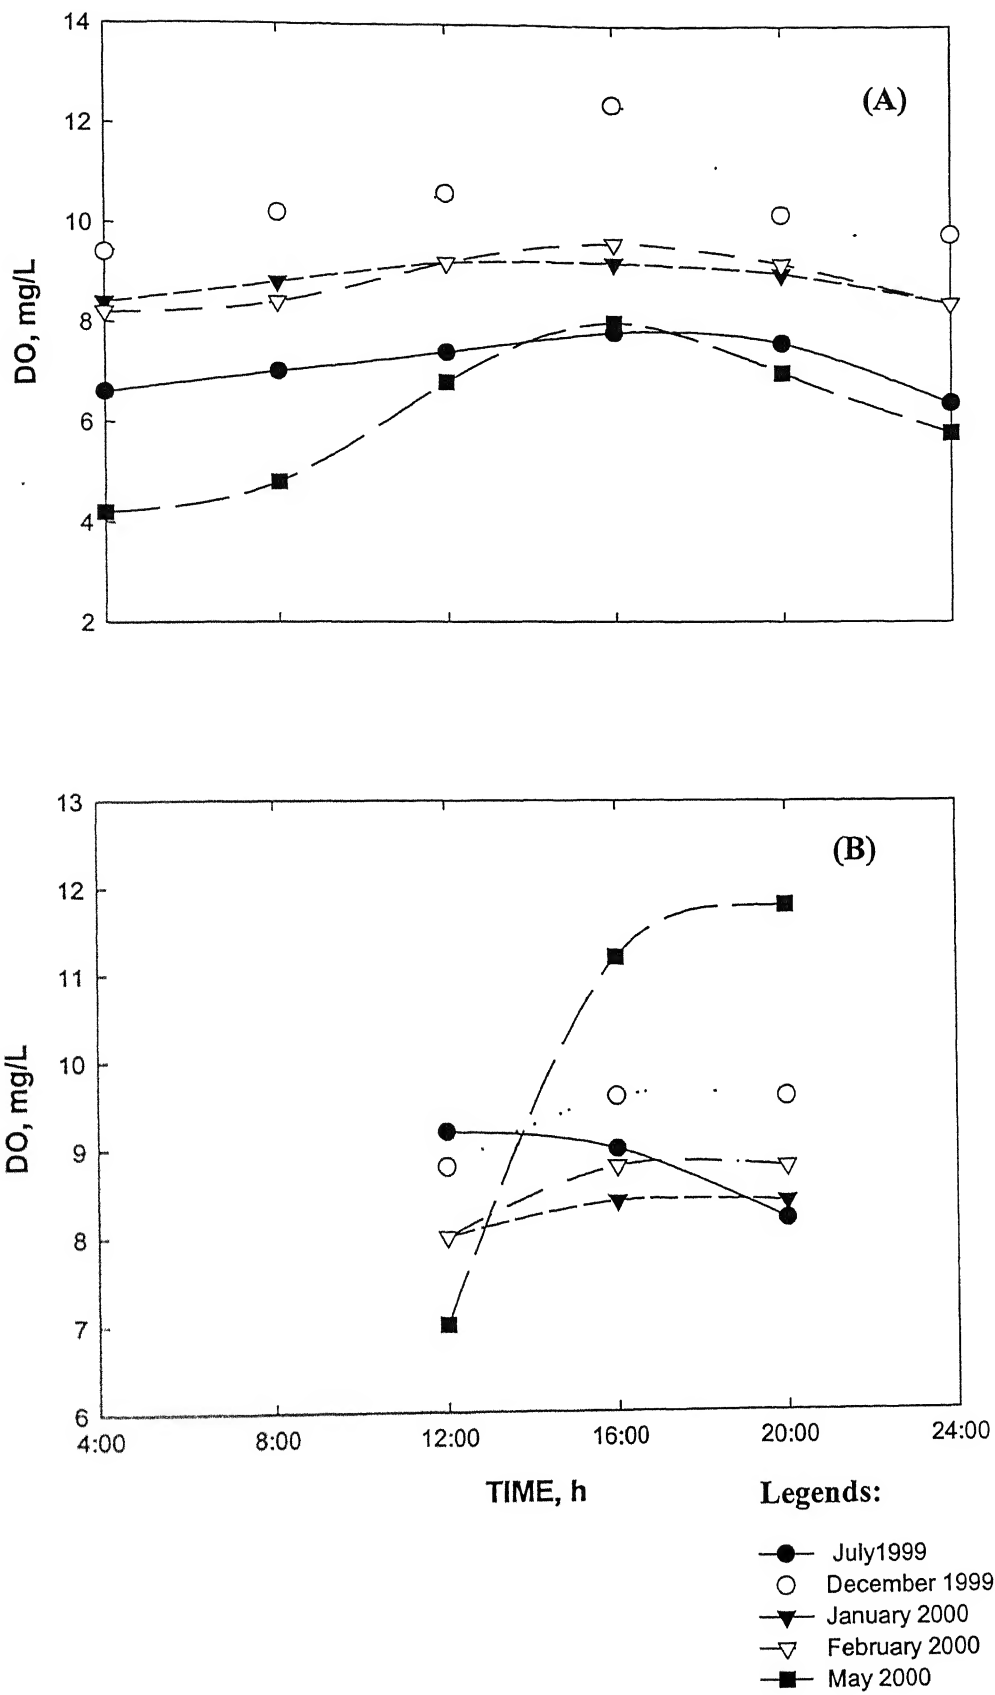 14
(A)
12
10
8
6
4
2
DO, mg/L
13
(B)
12
11
10
9
8
7
6
DO, mg/L
4:00 8:00 12:00 16:00 20:00 24:00
TIME, h
Legends:
July1999
December 1999
January 2000
February 2000
May 2000